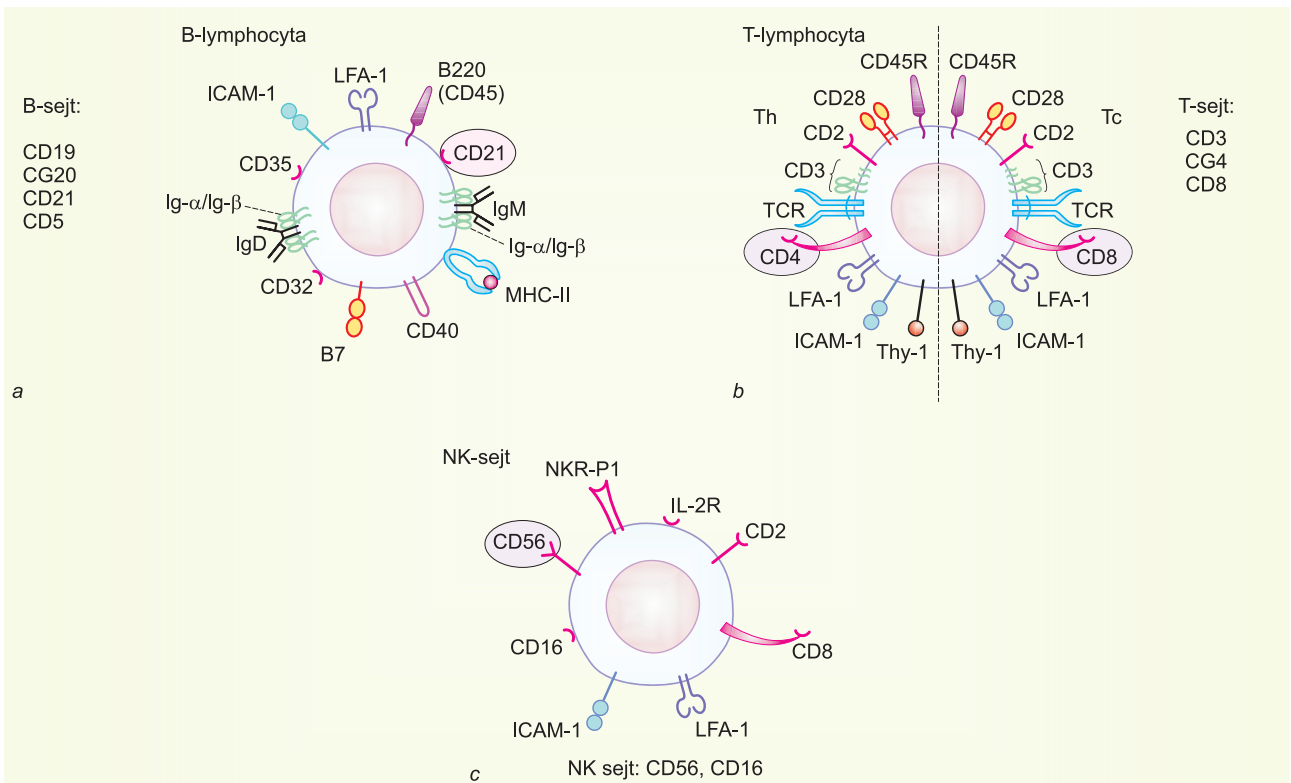 B-lymphocyta
B-sejt:
CD19
CG20
CD21
CD5
LFA-1
B220
(CD45)
ICAM-1
CD21
CD35
Ig-α/Ig-β
IgM
IgD
Ig-α/Ig-β
CD32
MHC-II
CD40
B7
a
T-lymphocyta
T-sejt:
CD3
CG4
CD8
CD45R
CD45R
CD28
CD28
Th
Tc
CD2
CD2
CD3
CD3
TCR
TCR
CD4
CD8
LFA-1
LFA-1
ICAM-1
Thy-1
Thy-1
ICAM-1
b
NK-sejt
NKR-P1
IL-2R
CD56
CD2
CD16
CD8
ICAM-1
LFA-1
c
NK sejt: CD56, CD16